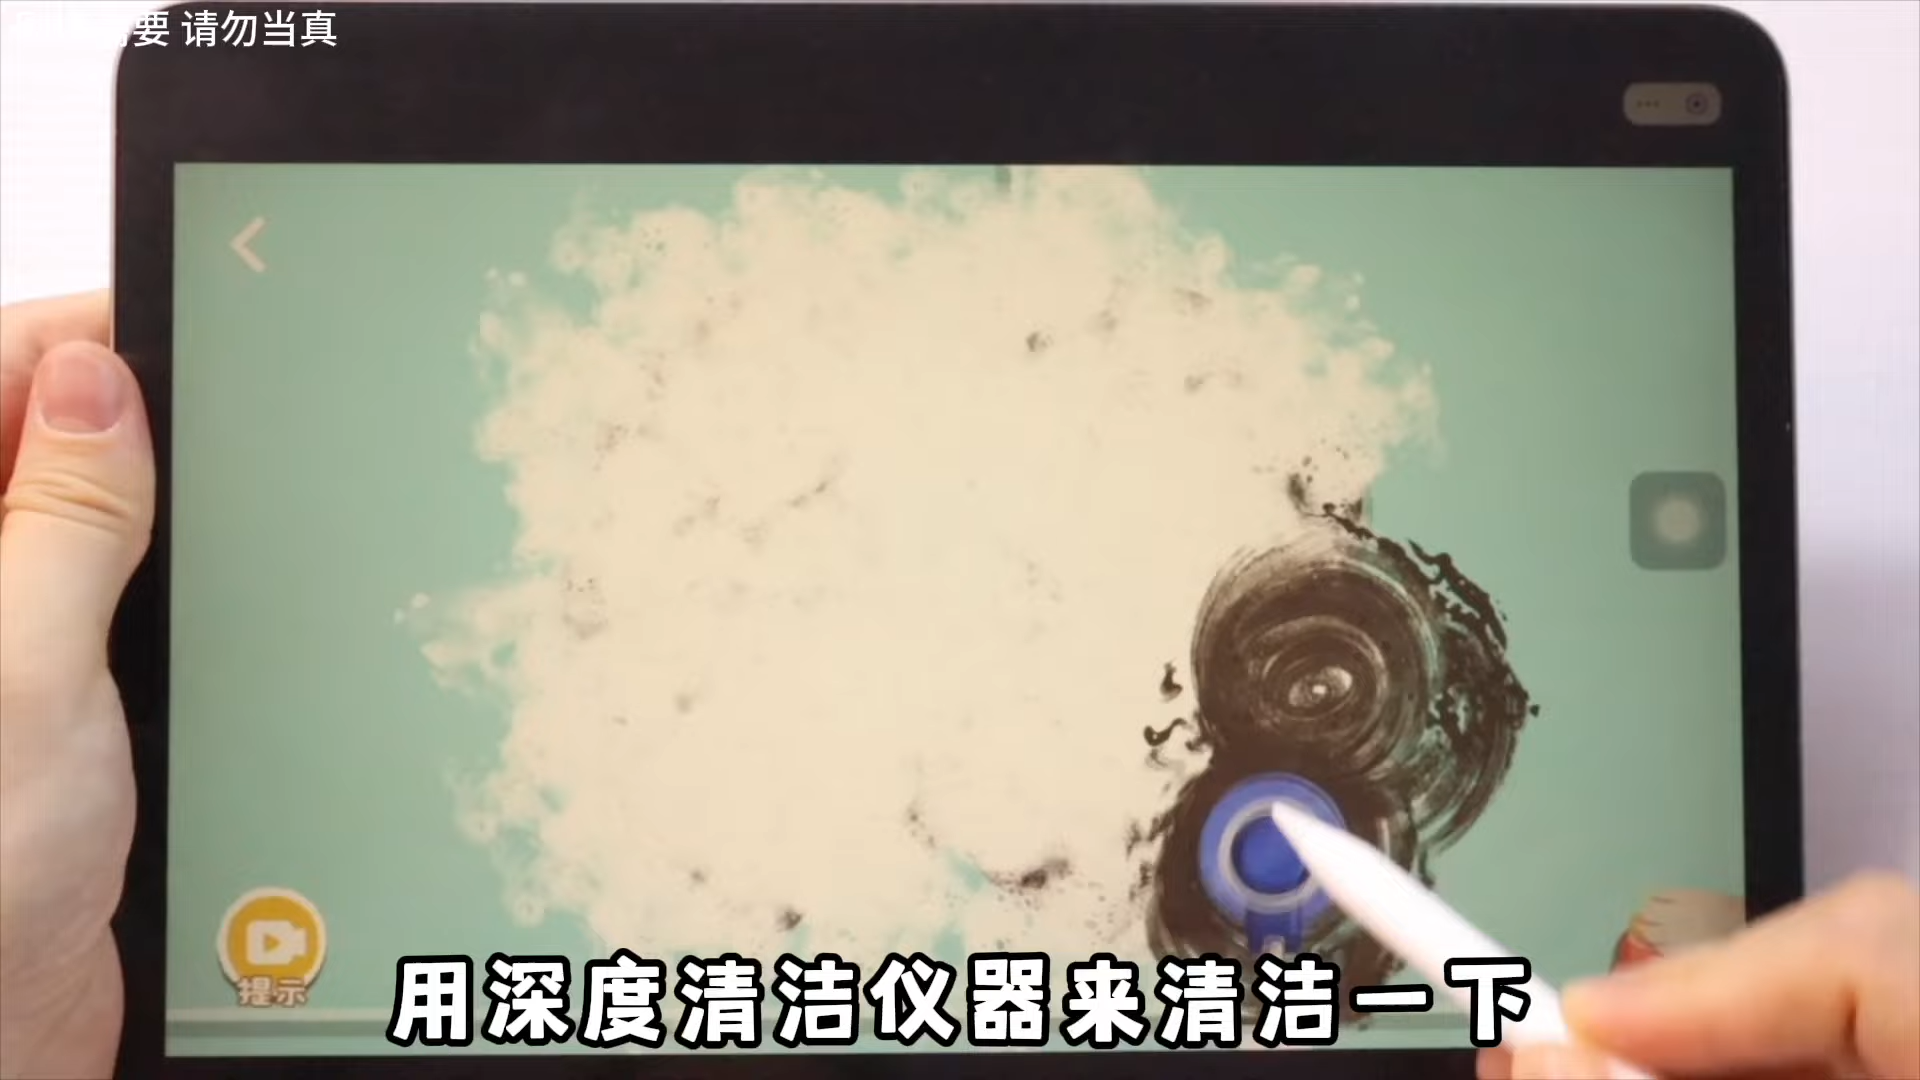 要 请勿当真
提示
用深度清洁仪器来清洁一下